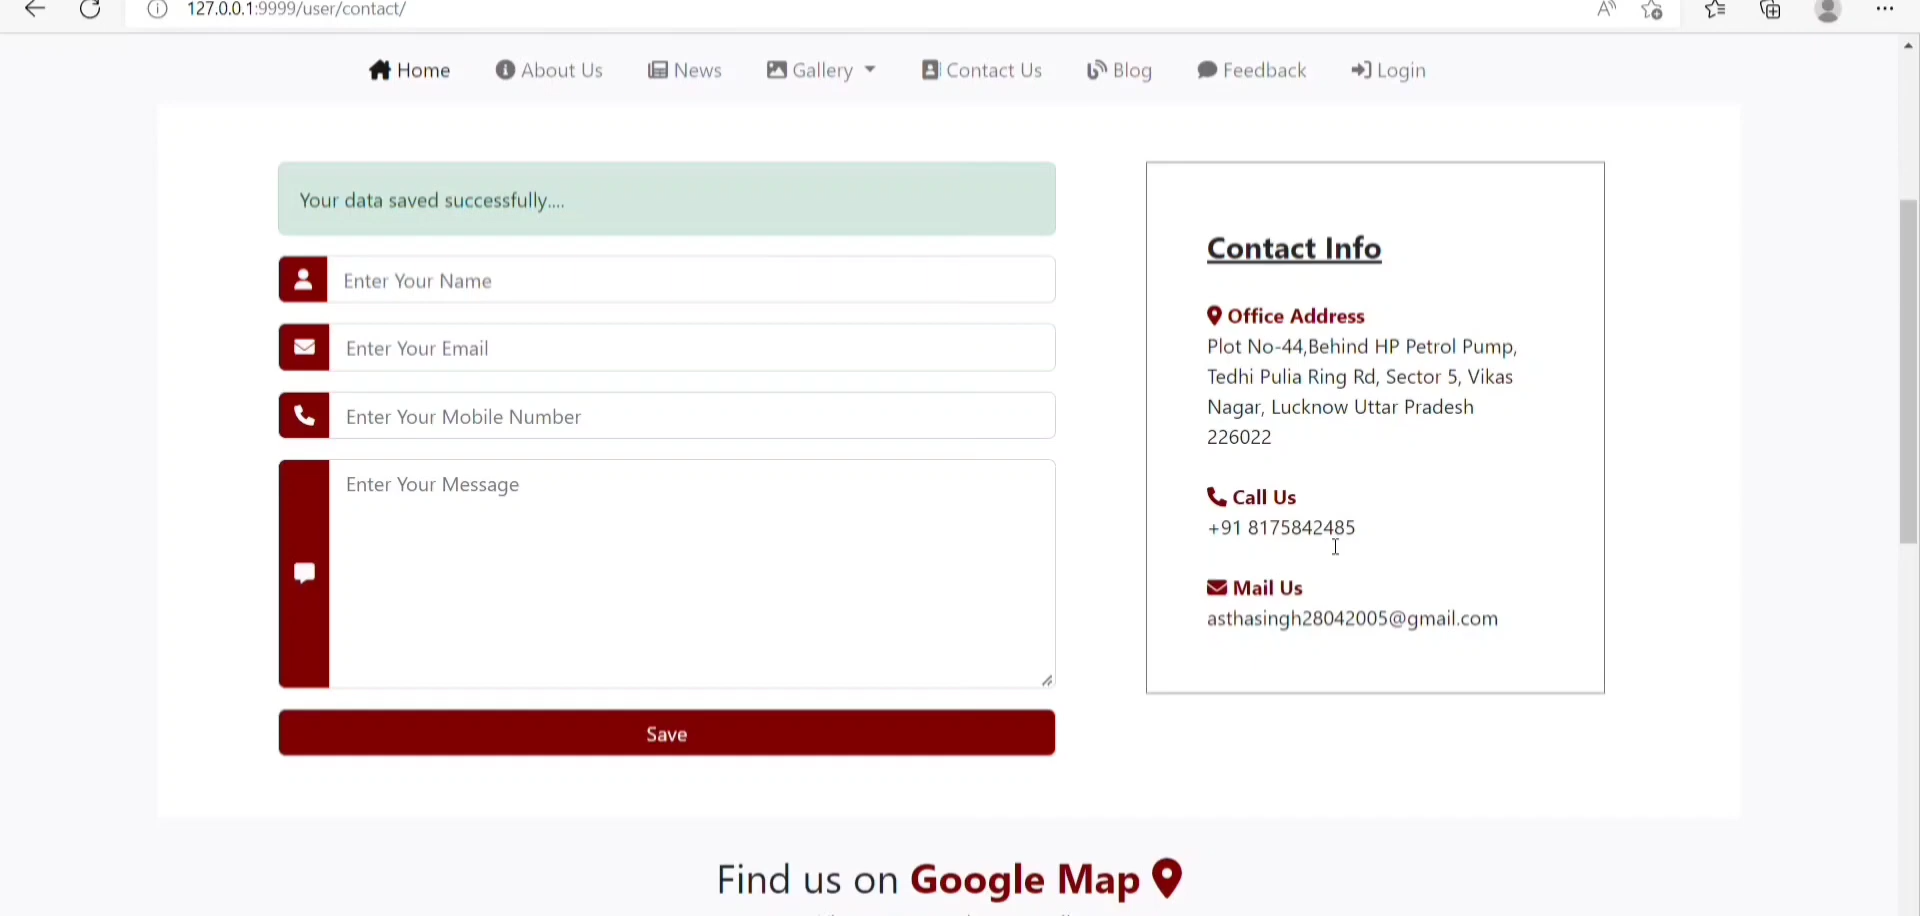 127.0.0.1:9999/user/contact/
Home About Us News Gallery Contact Us Blog Feedback Login
Your data saved successfully....
Enter Your Name
Enter Your Email
Enter Your Mobile Number
Enter Your Message
Save
Contact Info
Office Address
Plot No-44,Behind HP Petrol Pump,
Tedhi Pulia Ring Rd, Sector 5, Vikas
Nagar, Lucknow Uttar Pradesh
226022
Call Us
+91 8175842485
Mail Us
asthasingh28042005@gmail.com
Find us on Google Map